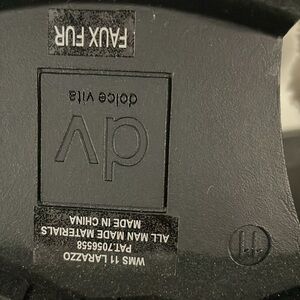 WMS 11 LARAZZO
PAT.7056558
ALL MAN MADE MATERIALS
MADE IN CHINA
11
dv
dolce vita
FAUX FUR